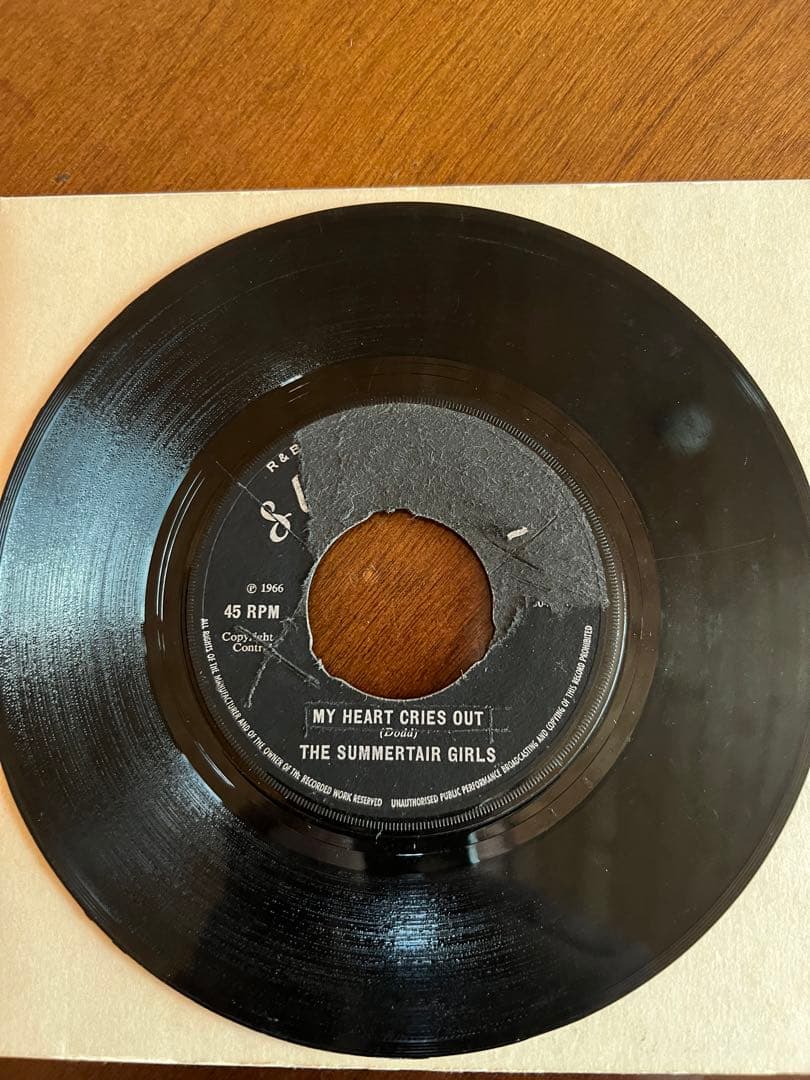 R&B
&
℗ 1966
45 RPM
Copyright
Contr
MY HEART CRIES OUT
(Dodd)
THE SUMMERTAIR GIRLS
ALL RIGHTS OF THE MANUFACTURER AND OF THE OWNER OF THE RECORDED WORK RESERVED UNAUTHORISED PUBLIC PERFORMANCE BROADCASTING AND COPYING OF THIS RECORD PROHIBITED